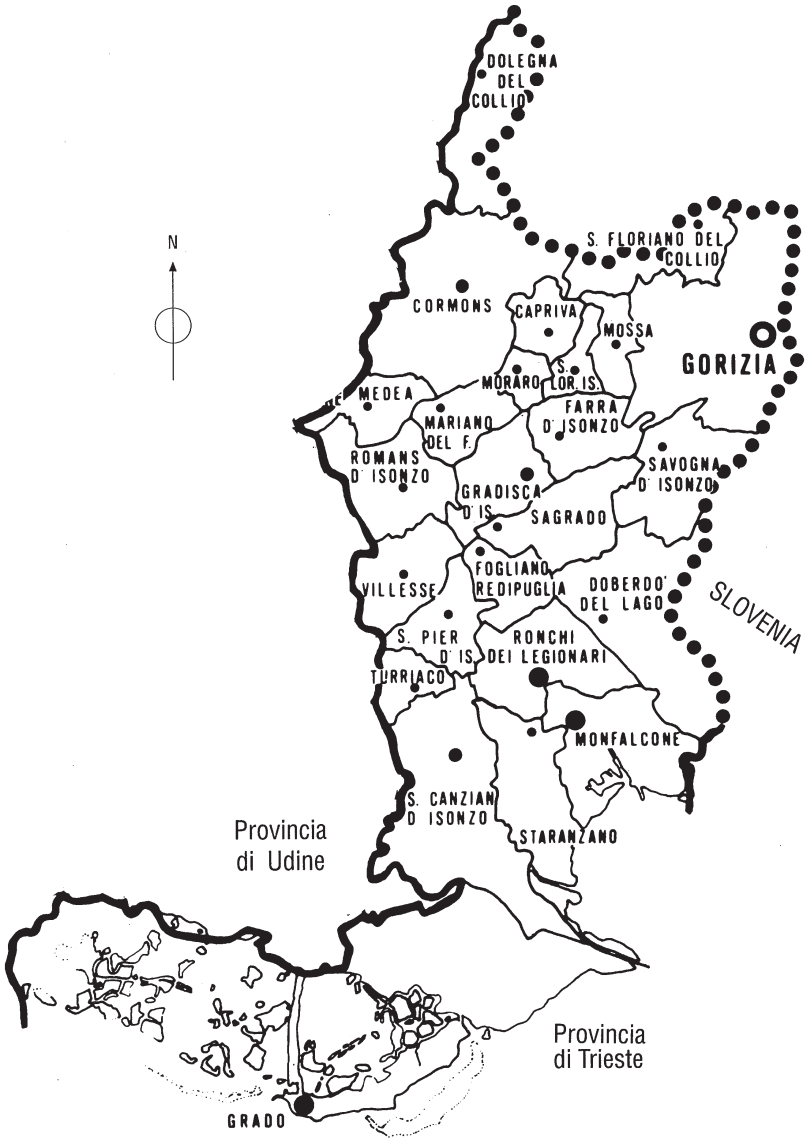 DOLEGNA
DEL
COLLIO
N
S. FLORIANO DEL
COLLIO
CORMONS
CAPRIVA
MOSSA
GORIZIA
MEDEA
MORARO
S.
LOR. IS.
MARIANO
DEL F.
FARRA
D' ISONZO
ROMANS
D' ISONZO
GRADISCA
D' IS.
SAVOGNA
D' ISONZO
SAGRADO
VILLESSE
FOGLIANO
REDIPUGLIA
DOBERDO'
DEL LAGO
SLOVENIA
S. PIER
D' IS.
RONCHI
DEI LEGIONARI
TURRIACO
MONFALCONE
S. CANZIAN
D ISONZO
STARANZANO
Provincia
di Udine
Provincia
di Trieste
GRADO